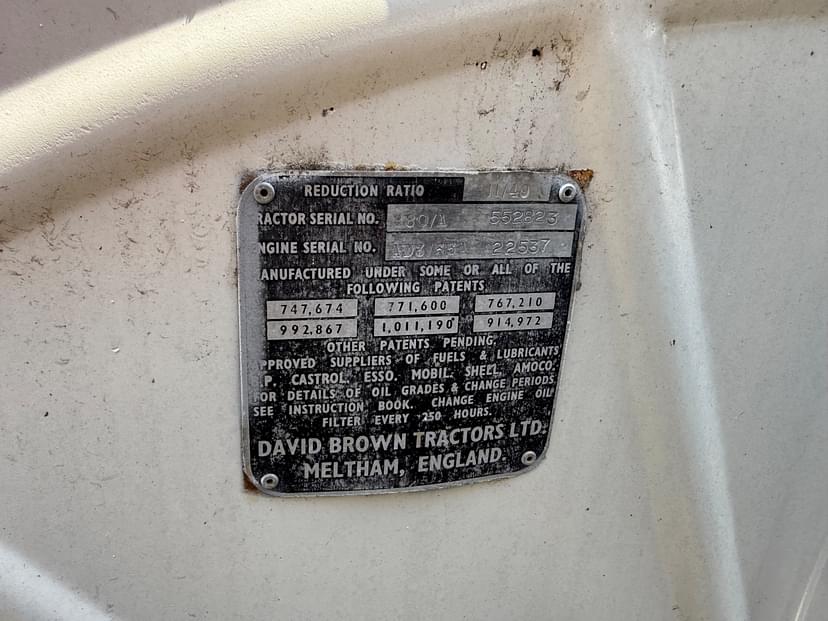 REDUCTION RATIO 11/40
RACTOR SERIAL NO. 552823
NGINE SERIAL NO. 22537
ANUFACTURED UNDER SOME OR ALL OF THE
FOLLOWING PATENTS
747,674 771,600 767,210
992,867 1,011,190 914,972
OTHER PATENTS PENDING
PPROVED SUPPLIERS OF FUELS & LUBRICANTS
.P. CASTROL. ESSO. MOBIL. SHELL. AMOCO.
FOR DETAILS OF OIL GRADES & CHANGE PERIODS
SEE INSTRUCTION BOOK. CHANGE ENGINE OIL
FILTER EVERY 250 HOURS.
DAVID BROWN TRACTORS LTD.
MELTHAM, ENGLAND.